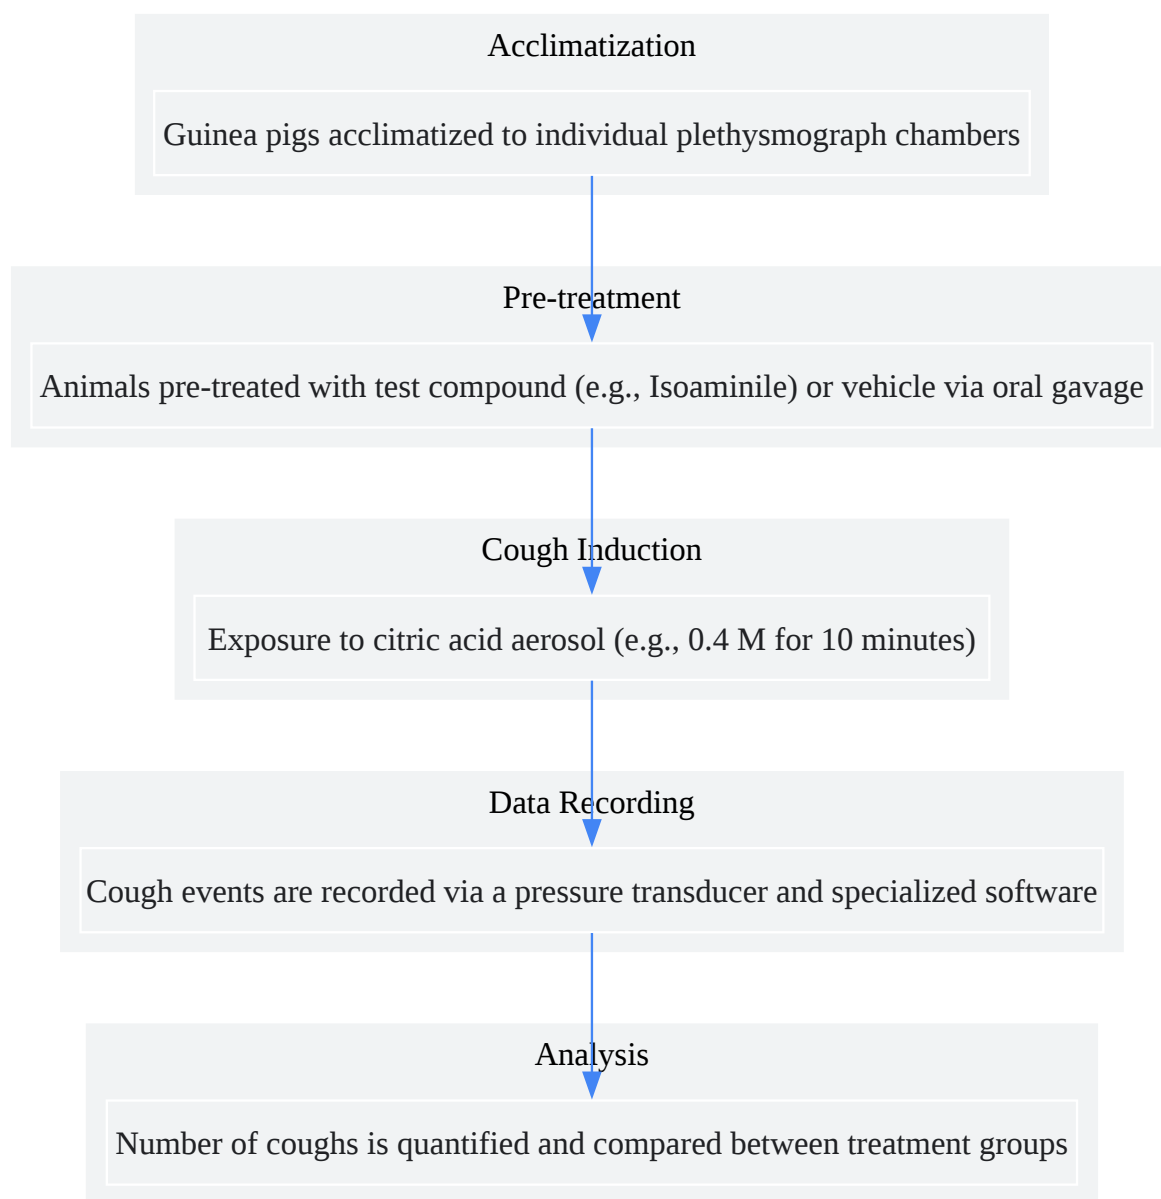 Acclimatization
Guinea pigs acclimatized to individual plethysmograph chambers
Pre-treatment
Animals pre-treated with test compound (e.g., Isoaminile) or vehicle via oral gavage
Cough Induction
Exposure to citric acid aerosol (e.g., 0.4 M for 10 minutes)
Data Recording
Cough events are recorded via a pressure transducer and specialized software
Analysis
Number of coughs is quantified and compared between treatment groups